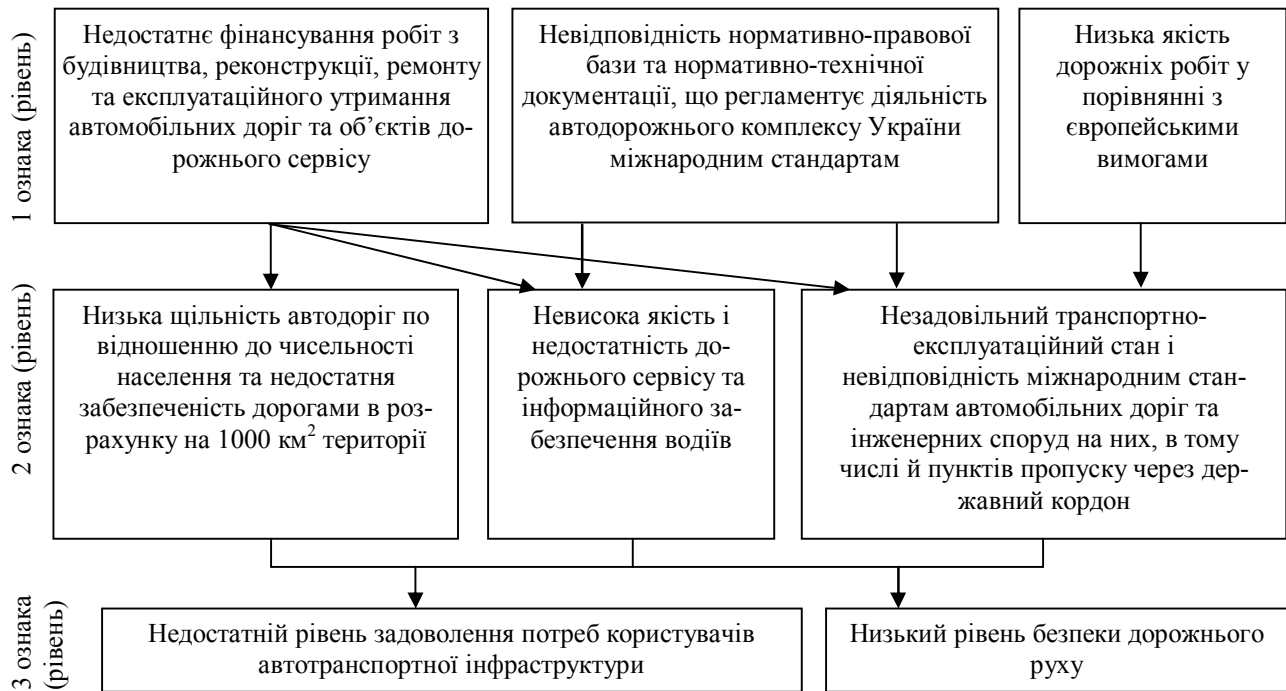 1 ознака (рівень)
Недостатнє фінансування робіт з
будівництва, реконструкції, ремонту
та експлуатаційного утримання
автомобільних доріг та об’єктів до-
рожнього сервісу
Невідповідність нормативно-правової
бази та нормативно-технічної
документації, що регламентує діяльність
автодорожнього комплексу України
міжнародним стандартам
Низька якість
дорожніх робіт у
порівнянні з
європейськими
вимогами
2 ознака (рівень)
Низька щільність автодоріг по
відношенню до чисельності
населення та недостатня
забезпеченість дорогами в роз-
рахунку на 1000 км² території
Невисока якість і
недостатність до-
рожнього сервісу та
інформаційного за-
безпечення водіїв
Незадовільний транспортно-
експлуатаційний стан і
невідповідність міжнародним стан-
дартам автомобільних доріг та
інженерних споруд на них, в тому
числі й пунктів пропуску через дер-
жавний кордон
3 ознака
(рівень)
Недостатній рівень задоволення потреб користувачів
автотранспортної інфраструктури
Низький рівень безпеки дорожнього
руху